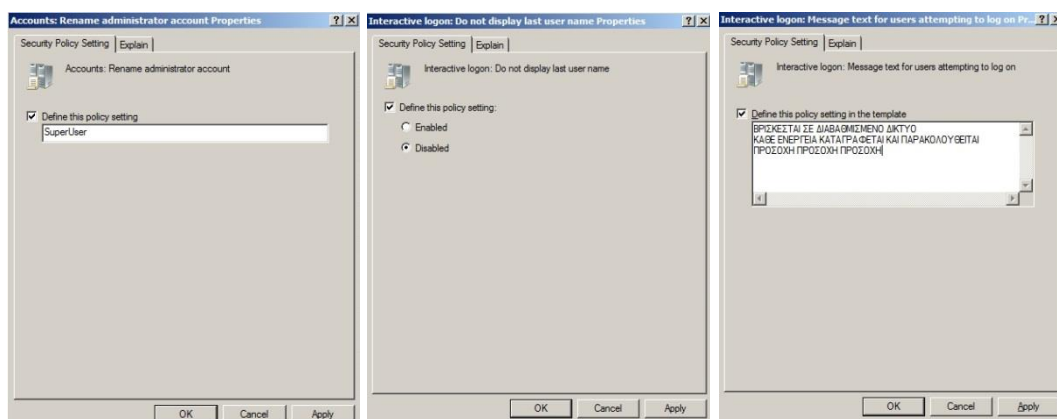 Accounts: Rename administrator account Properties
Security Policy Setting
Explain
Accounts: Rename administrator account
Define this policy setting
SuperUser
OK
Cancel
Apply
Interactive logon: Do not display last user name Properties
Security Policy Setting
Explain
Interactive logon: Do not display last user name
Define this policy setting:
Enabled
Disabled
OK
Cancel
Apply
Interactive logon: Message text for users attempting to log on Pr...
Security Policy Setting
Explain
Interactive logon: Message text for users attempting to log on
Define this policy setting in the template
ΒΡΙΣΚΕΣΤΑΙ ΣΕ ΔΙΑΒΑΘΜΙΣΜΕΝΟ ΔΙΚΤΥΟ
ΚΑΘΕ ΕΝΕΡΓΕΙΑ ΚΑΤΑΓΡΑΦΕΤΑΙ ΚΑΙ ΠΑΡΑΚΟΛΟΥΘΕΙΤΑΙ
ΠΡΟΣΟΧΗ ΠΡΟΣΟΧΗ ΠΡΟΣΟΧΗ
OK
Cancel
Apply